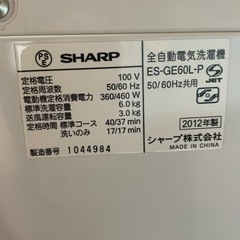 PS E
SHARP
全自動電気洗濯機
ES-GE60L-P
50/60Hz共用
S JET
定格電圧 100 V
定格周波数 50/60 Hz
電動機定格消費電力 360/460 W
標準洗濯容量 6.0 kg
送風運転容量 3.0 kg
定格時間 標準コース 40/37 min
洗いのみ 17/17 min
製造番号 1044984
2012年製
シャープ株式会社
MADE IN CHINA